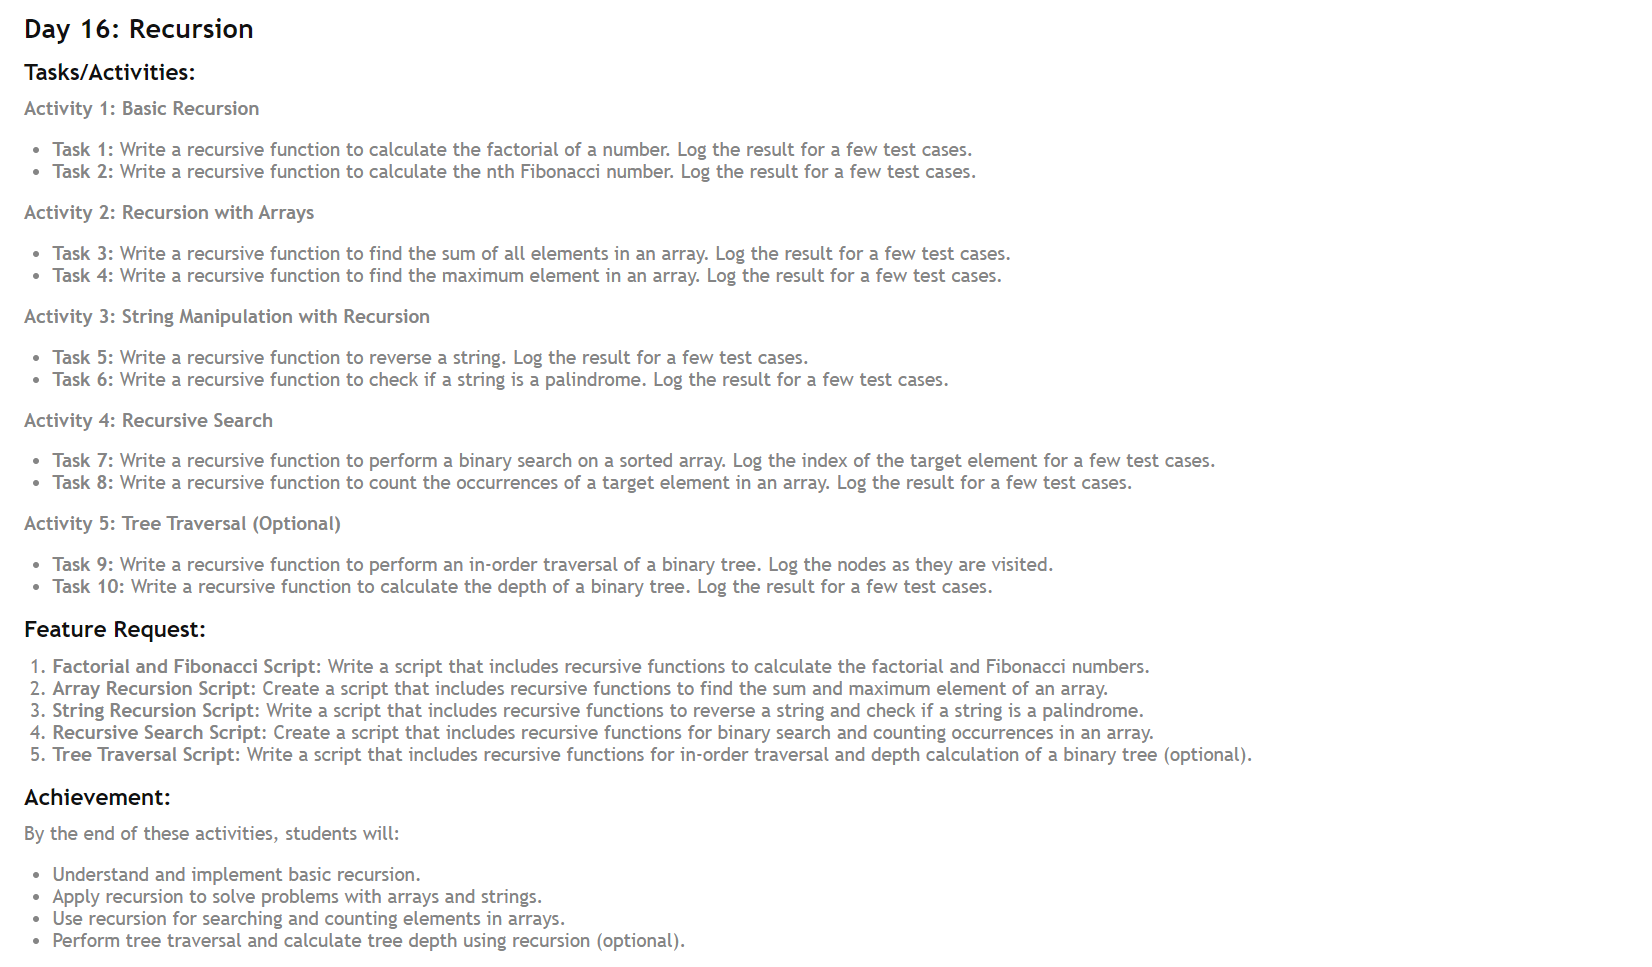 Day 16: Recursion
Tasks/Activities:
Activity 1: Basic Recursion
• Task 1: Write a recursive function to calculate the factorial of a number. Log the result for a few test cases.
• Task 2: Write a recursive function to calculate the nth Fibonacci number. Log the result for a few test cases.
Activity 2: Recursion with Arrays
• Task 3: Write a recursive function to find the sum of all elements in an array. Log the result for a few test cases.
• Task 4: Write a recursive function to find the maximum element in an array. Log the result for a few test cases.
Activity 3: String Manipulation with Recursion
• Task 5: Write a recursive function to reverse a string. Log the result for a few test cases.
• Task 6: Write a recursive function to check if a string is a palindrome. Log the result for a few test cases.
Activity 4: Recursive Search
• Task 7: Write a recursive function to perform a binary search on a sorted array. Log the index of the target element for a few test cases.
• Task 8: Write a recursive function to count the occurrences of a target element in an array. Log the result for a few test cases.
Activity 5: Tree Traversal (Optional)
• Task 9: Write a recursive function to perform an in-order traversal of a binary tree. Log the nodes as they are visited.
• Task 10: Write a recursive function to calculate the depth of a binary tree. Log the result for a few test cases.
Feature Request:
1. Factorial and Fibonacci Script: Write a script that includes recursive functions to calculate the factorial and Fibonacci numbers.
2. Array Recursion Script: Create a script that includes recursive functions to find the sum and maximum element of an array.
3. String Recursion Script: Write a script that includes recursive functions to reverse a string and check if a string is a palindrome.
4. Recursive Search Script: Create a script that includes recursive functions for binary search and counting occurrences in an array.
5. Tree Traversal Script: Write a script that includes recursive functions for in-order traversal and depth calculation of a binary tree (optional).
Achievement:
By the end of these activities, students will:
• Understand and implement basic recursion.
• Apply recursion to solve problems with arrays and strings.
• Use recursion for searching and counting elements in arrays.
• Perform tree traversal and calculate tree depth using recursion (optional).